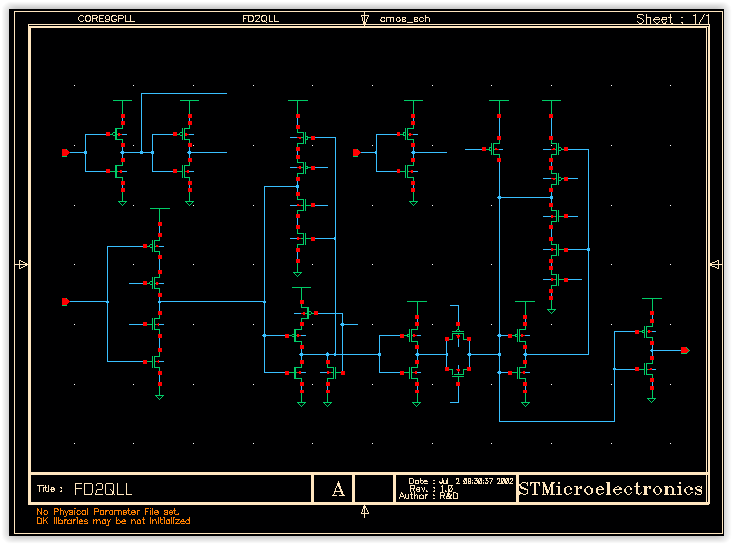 CORE9GPLL FD2QLL cmos_sch Sheet : 1/1
Title : FD2QLL
A
Date : Jul 2 09:30:37 2002
Rev. : 1.0
Author : R&D
STMicroelectronics
No Physical Parameter File set.
DK libraries may be not initialized